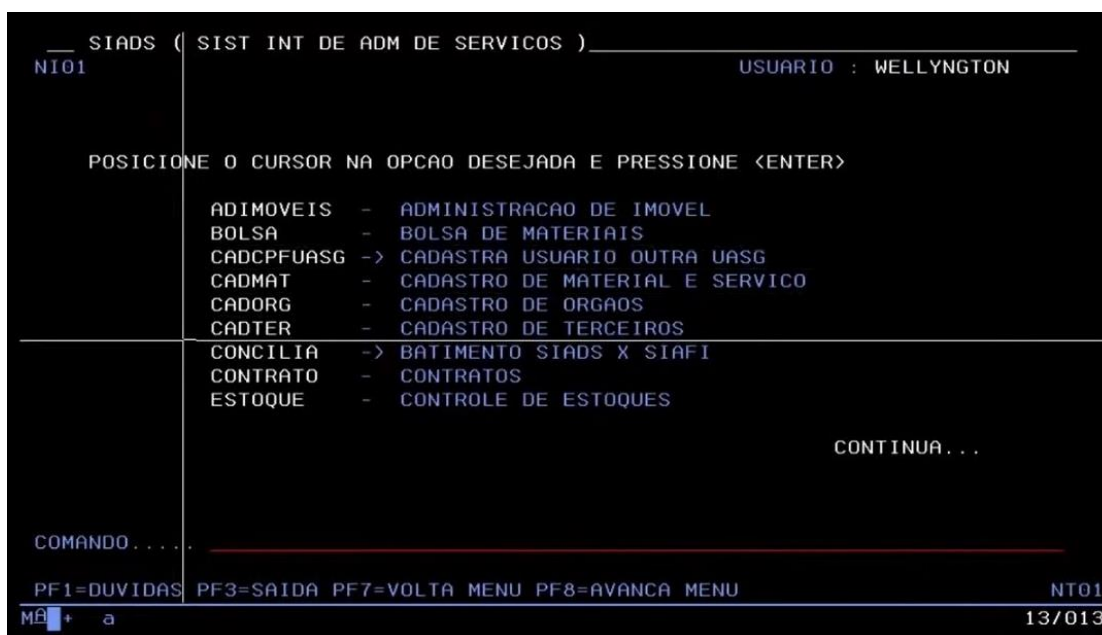 __ SIADS ( SIST INT DE ADM DE SERVICOS )____________________
NI01 USUARIO : WELLYNGTON
POSICIONE O CURSOR NA OPCAO DESEJADA E PRESSIONE <ENTER>
ADIMOVEIS - ADMINISTRACAO DE IMOVEL
BOLSA - BOLSA DE MATERIAIS
CADCPFUASG -> CADASTRA USUARIO OUTRA UASG
CADMAT - CADASTRO DE MATERIAL E SERVICO
CADORG - CADASTRO DE ORGAOS
CADTER - CADASTRO DE TERCEIROS
CONCILIA -> BATIMENTO SIADS X SIAFI
CONTRATO - CONTRATOS
ESTOQUE - CONTROLE DE ESTOQUES
CONTINUA...
COMANDO......
PF1=DUVIDAS PF3=SAIDA PF7=VOLTA MENU PF8=AVANCA MENU NT01
MA + a 13/013